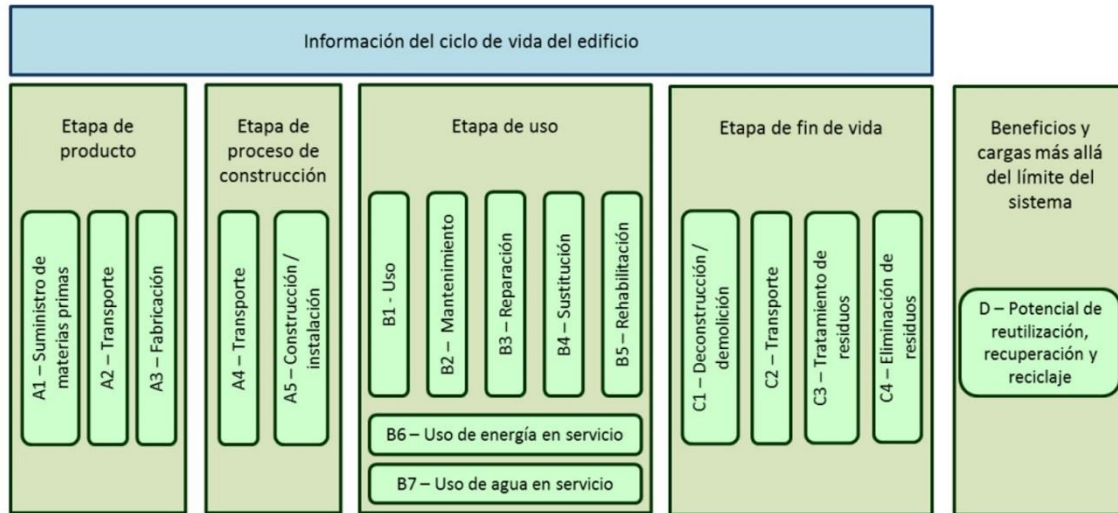 Información del ciclo de vida del edificio
Etapa de
producto
A1 – Suministro de
materias primas
A2 – Transporte
A3 – Fabricación
Etapa de
proceso de
construcción
A4 – Transporte
A5 – Construcción /
instalación
Etapa de uso
B1 - Uso
B2 – Mantenimiento
B3 – Reparación
B4 – Sustitución
B5 – Rehabilitación
B6 – Uso de energía en servicio
B7 – Uso de agua en servicio
Etapa de fin de vida
C1 – Deconstrucción /
demolición
C2 – Transporte
C3 – Tratamiento de
residuos
C4 – Eliminación de
residuos
Beneficios y
cargas más allá
del límite del
sistema
D – Potencial de
reutilización,
recuperación y
reciclaje